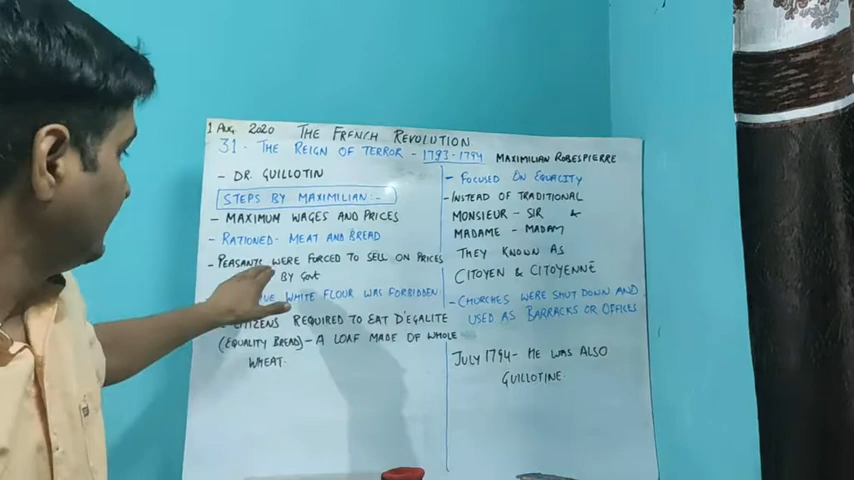 1 Aug. 2020 THE FRENCH REVOLUTION
31. THE REIGN OF TERROR - 1793-1794 MAXIMILIAN ROBESPIERRE
- DR. GUILLOTIN
STEPS BY MAXIMILIAN :-
- MAXIMUM WAGES AND PRICES
- RATIONED- MEAT AND BREAD
- PEASANTS WERE FORCED TO SELL ON PRICES
BY Govt
WHITE FLOUR WAS FORBIDDEN
CITIZENS REQUIRED TO EAT D'EGALITE
(EQUALITY BREAD)- A LOAF MADE OF WHOLE
WHEAT.
- FOCUSED ON EQUALITY
- INSTEAD OF TRADITIONAL
MONSIEUR - SIR &
MADAME - MADAM
THEY KNOWN AS
CITOYEN & CITOYENNE
- CHURCHES WERE SHUT DOWN AND
USED AS BARRACKS OR OFFICES
JULY 1794- HE WAS ALSO
GUILLOTINE.